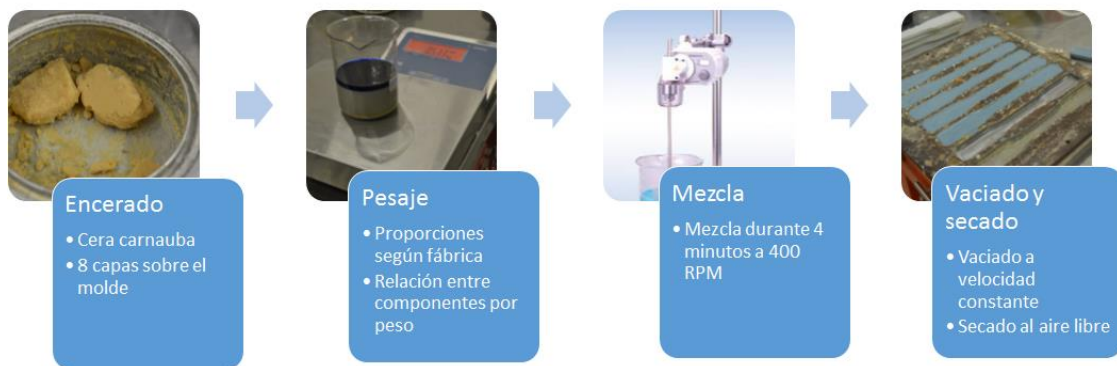 Encerado
• Cera carnauba
• 8 capas sobre el
molde
Pesaje
• Proporciones
según fábrica
• Relación entre
componentes por
peso
Mezcla
• Mezcla durante 4
minutos a 400
RPM
Vaciado y
secado
• Vaciado a
velocidad
constante
• Secado al aire libre